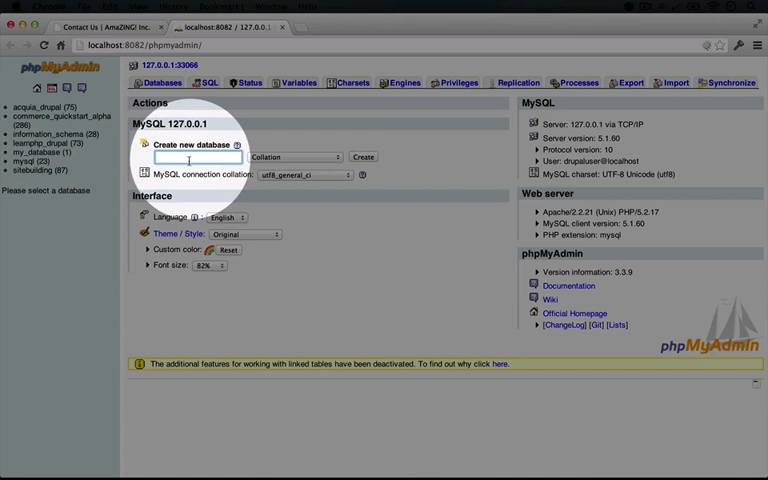 Chrome File Edit View History Bookmarks Window Help
Contact Us | AmaZING! Inc.
localhost:8082 / 127.0.0.1
localhost:8082/phpmyadmin/
phpMyAdmin
acquia_drupal (75)
commerce_quickstart_alpha
(286)
information_schema (28)
learnphp_drupal (73)
my_database (1)
mysql (23)
sitebuilding (87)
Please select a database
127.0.0.1:33066
Databases SQL Status Variables Charsets Engines Privileges Replication Processes Export Import Synchronize
Actions
MySQL 127.0.0.1
Create new database
Collation Create
MySQL connection collation: utf8_general_ci
Interface
Language : English
Theme / Style: Original
Custom color: Reset
Font size: 82%
MySQL
Server: 127.0.0.1 via TCP/IP
Server version: 5.1.60
Protocol version: 10
User: drupaluser@localhost
MySQL charset: UTF-8 Unicode (utf8)
Web server
Apache/2.2.21 (Unix) PHP/5.2.17
MySQL client version: 5.1.60
PHP extension: mysql
phpMyAdmin
Version information: 3.3.9
Documentation
Wiki
Official Homepage
[ChangeLog] [Git] [Lists]
phpMyAdmin
The additional features for working with linked tables have been deactivated. To find out why click here.